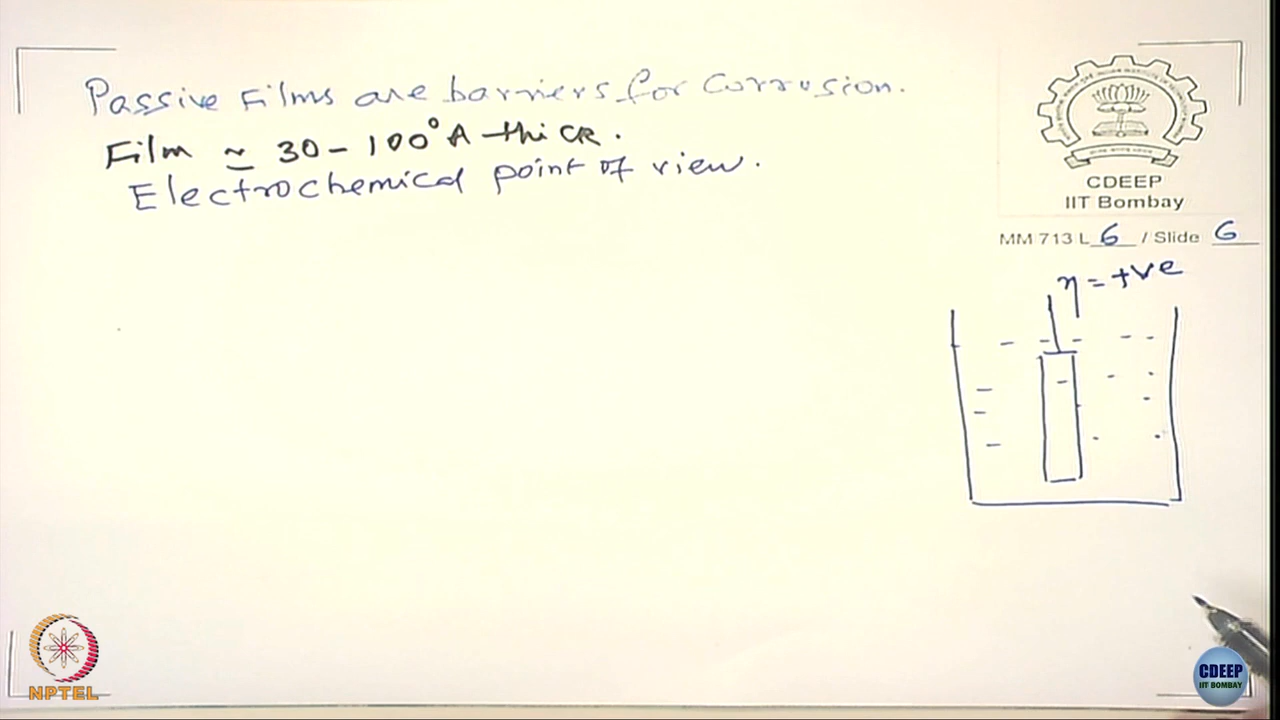 Passive Films are barriers for Corrosion.
Film ≃ 30-100°A thick.
Electrochemical point of view.
CDEEP
IIT Bombay
MM 713 L 6 / Slide 6
η = +ve
NPTEL
CDEEP
IIT BOMBAY